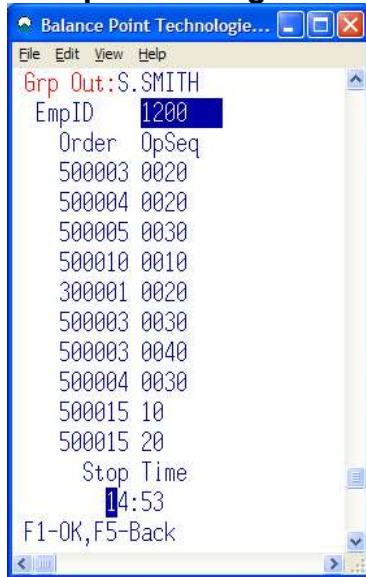 Balance Point Technologie...
File Edit View Help
Grp Out:S.SMITH
EmpID 1200
Order OpSeq
500003 0020
500004 0020
500005 0030
500010 0010
300001 0020
500003 0030
500003 0040
500004 0030
500015 10
500015 20
Stop Time
14:53
F1-OK,F5-Back